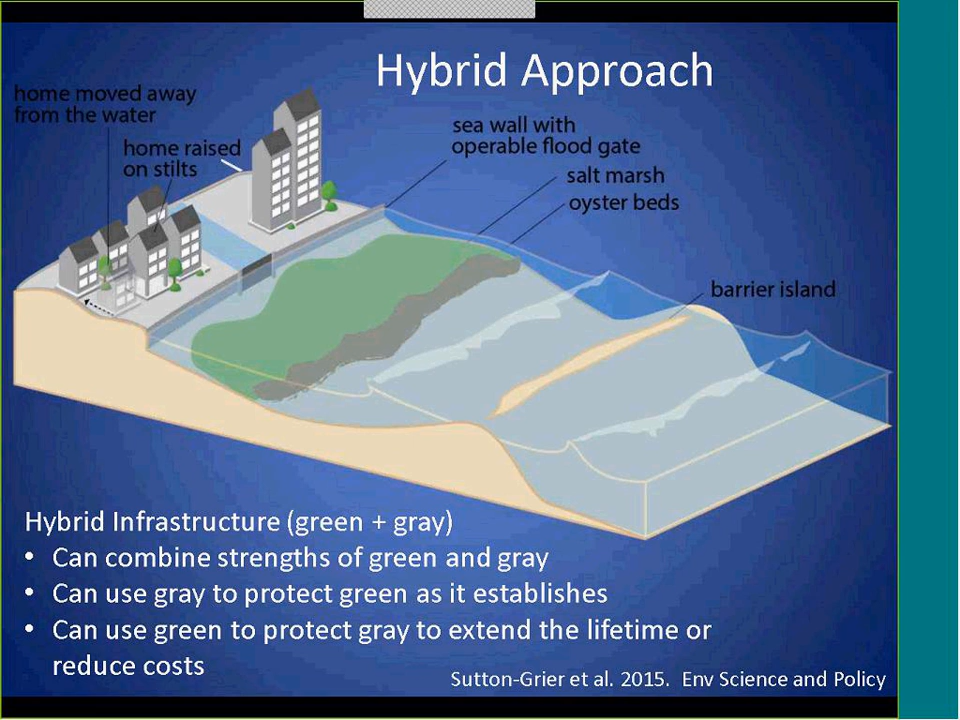 Hybrid Approach
home moved away
from the water
home raised
on stilts
sea wall with
operable flood gate
salt marsh
oyster beds
barrier island
Hybrid Infrastructure (green + gray)
• Can combine strengths of green and gray
• Can use gray to protect green as it establishes
• Can use green to protect gray to extend the lifetime or
reduce costs
Sutton-Grier et al. 2015. Env Science and Policy